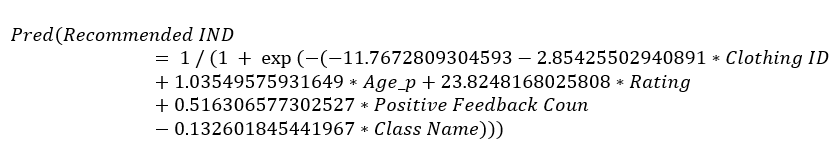 Pred(Recommended IND
= 1 / (1 + exp (−(−11.7672809304593 − 2.85425502940891 * Clothing ID
+ 1.03549575931649 * Age_p + 23.8248168025808 * Rating
+ 0.516306577302527 * Positive Feedback Coun
− 0.132601845441967 * Class Name)))